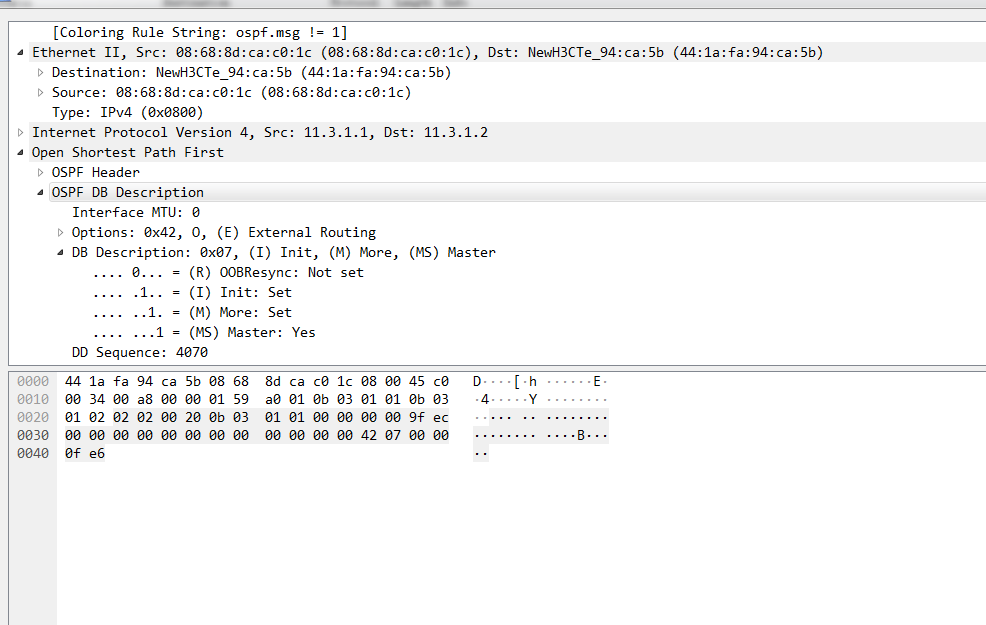 [Coloring Rule String: ospf.msg != 1]
Ethernet II, Src: 08:68:8d:ca:c0:1c (08:68:8d:ca:c0:1c), Dst: NewH3CTe_94:ca:5b (44:1a:fa:94:ca:5b)
Destination: NewH3CTe_94:ca:5b (44:1a:fa:94:ca:5b)
Source: 08:68:8d:ca:c0:1c (08:68:8d:ca:c0:1c)
Type: IPv4 (0x0800)
Internet Protocol Version 4, Src: 11.3.1.1, Dst: 11.3.1.2
Open Shortest Path First
OSPF Header
OSPF DB Description
Interface MTU: 0
Options: 0x42, O, (E) External Routing
DB Description: 0x07, (I) Init, (M) More, (MS) Master
.... 0... = (R) OOBResync: Not set
.... .1.. = (I) Init: Set
.... ..1. = (M) More: Set
.... ...1 = (MS) Master: Yes
DD Sequence: 4070
0000 44 1a fa 94 ca 5b 08 68 8d ca c0 1c 08 00 45 c0 D····[·h ······E·
0010 00 34 00 a8 00 00 01 59 a0 01 0b 03 01 01 0b 03 ·4·····Y ········
0020 01 02 02 02 00 20 0b 03 01 01 00 00 00 00 9f ec ····· ·· ········
0030 00 00 00 00 00 00 00 00 00 00 00 00 42 07 00 00 ········ ····B···
0040 0f e6 ··